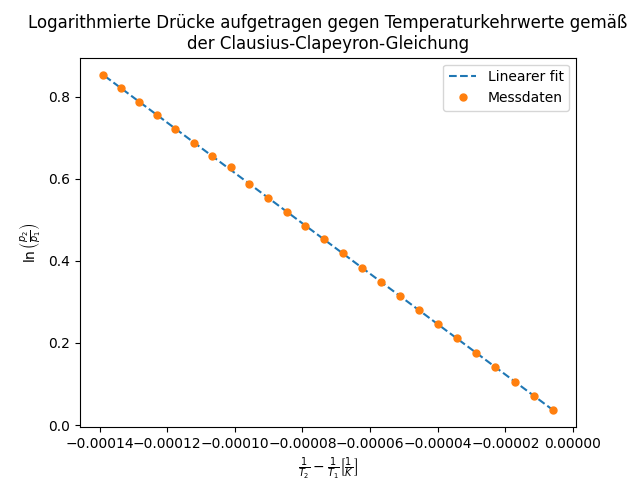 Logarithmierte Drücke aufgetragen gegen Temperaturkehrwerte gemäß
der Clausius-Clapeyron-Gleichung
Linearer fit
Messdaten
0.8
0.6
0.4
0.2
0.0
ln(p₂/p₁)
−0.00014 −0.00012 −0.00010 −0.00008 −0.00006 −0.00004 −0.00002 0.00000
1/T₂ − 1/T₁ [1/K]